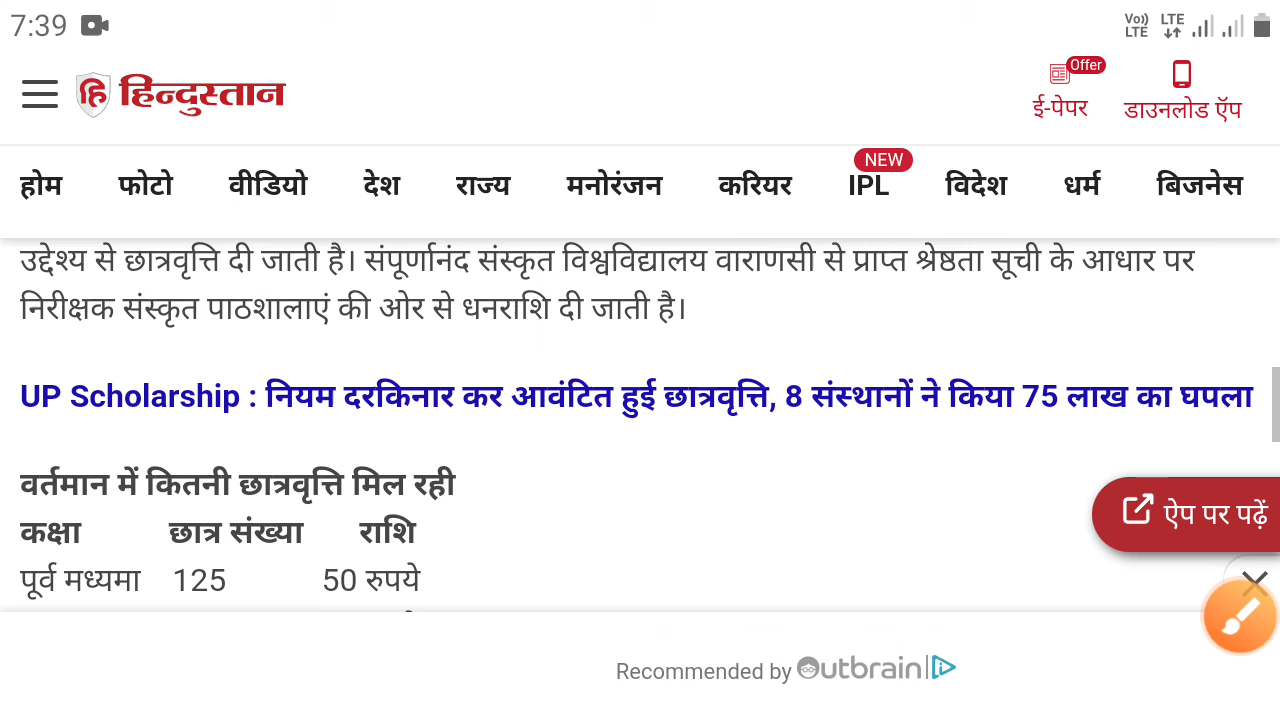 7:39
Vo)) LTE LTE
Offer
हि हिन्दुस्तान
ई-पेपर
डाउनलोड ऍप
NEW
होम फोटो वीडियो देश राज्य मनोरंजन करियर IPL विदेश धर्म बिजनेस
उद्देश्य से छात्रवृत्ति दी जाती है। संपूर्णानंद संस्कृत विश्वविद्यालय वाराणसी से प्राप्त श्रेष्ठता सूची के आधार पर
निरीक्षक संस्कृत पाठशालाएं की ओर से धनराशि दी जाती है।
UP Scholarship : नियम दरकिनार कर आवंटित हुई छात्रवृत्ति, 8 संस्थानों ने किया 75 लाख का घपला
वर्तमान में कितनी छात्रवृत्ति मिल रही
कक्षा छात्र संख्या राशि
ऐप पर पढ़ें
पूर्व मध्यमा 125 50 रुपये
Recommended by Outbrain